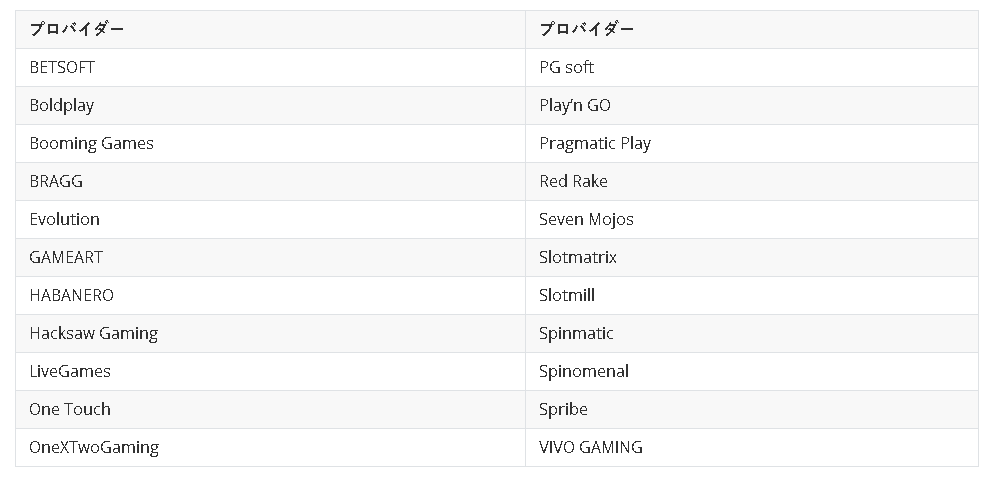 プロバイダー プロバイダー
BETSOFT PG soft
Boldplay Play’n GO
Booming Games Pragmatic Play
BRAGG Red Rake
Evolution Seven Mojos
GAMEART Slotmatrix
HABANERO Slotmill
Hacksaw Gaming Spinmatic
LiveGames Spinomenal
One Touch Spribe
OneXTwoGaming VIVO GAMING